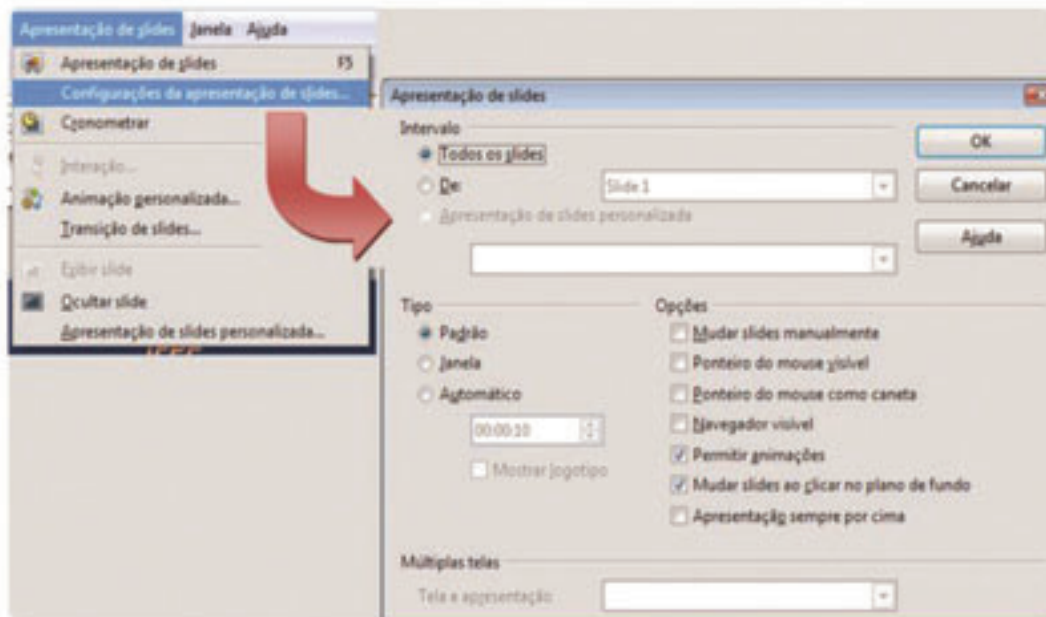 Apresentação de slides Janela Ajuda
Apresentação de slides F5
Configurações da apresentação de slides...
Cronometrar
Interação...
Animação personalizada...
Transição de slides...
Exibir slide
Ocultar slide
Apresentação de slides personalizada...
Apresentação de slides
Intervalo
Todos os slides
De: Slide 1
Apresentação de slides personalizada
OK
Cancelar
Ajuda
Tipo
Padrão
Janela
Automático
00:00:10
Mostrar logotipo
Opções
Mudar slides manualmente
Ponteiro do mouse visível
Ponteiro do mouse como caneta
Navegador visível
Permitir animações
Mudar slides ao clicar no plano de fundo
Apresentação sempre por cima
Múltiplas telas
Tela e apresentação